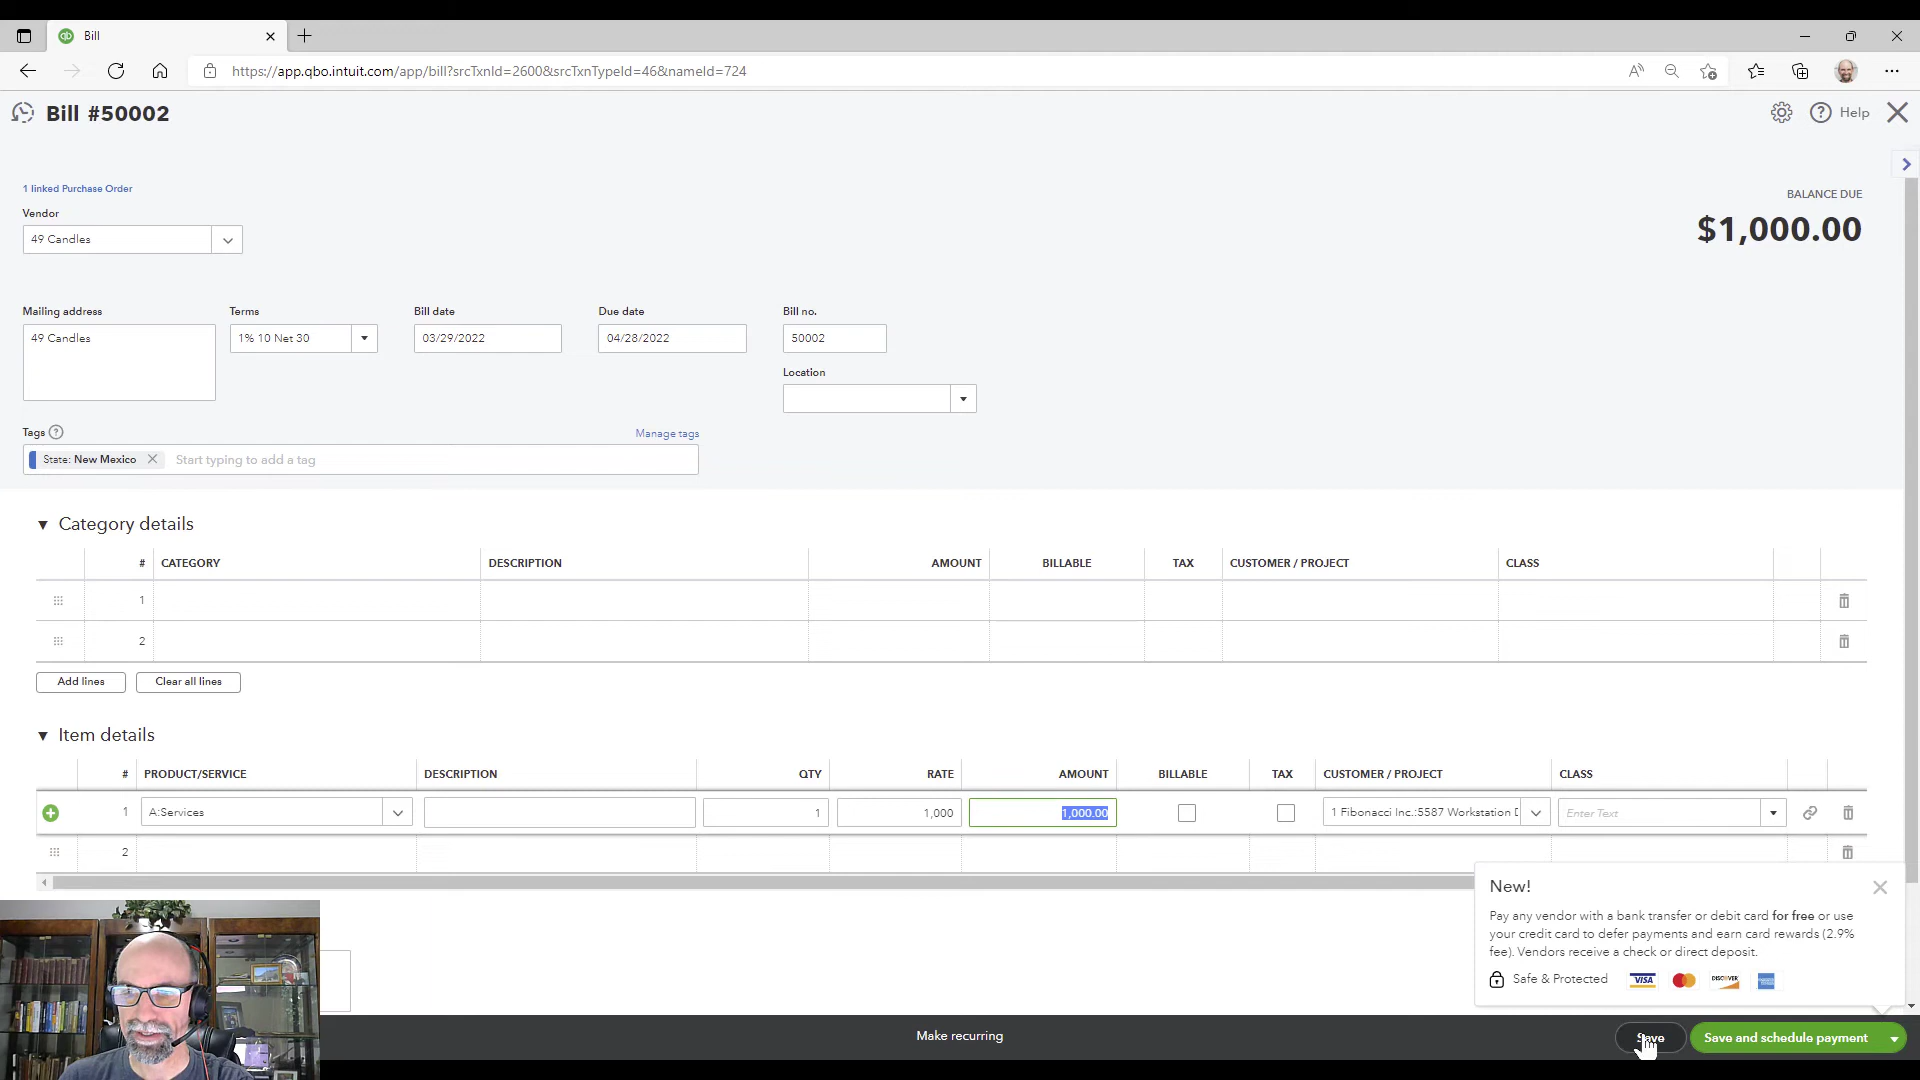 Bill
https://app.qbo.intuit.com/app/bill?srcTxnId=2600&srcTxnTypeId=46&nameId=724
Bill #50002
Help
1 linked Purchase Order
BALANCE DUE
$1,000.00
Vendor
49 Candles
Mailing address
Terms
Bill date
Due date
Bill no.
49 Candles
1% 10 Net 30
03/29/2022
04/28/2022
50002
Location
Tags
Manage tags
State: New Mexico
Start typing to add a tag
Category details
# CATEGORY DESCRIPTION AMOUNT BILLABLE TAX CUSTOMER / PROJECT CLASS
1
2
Add lines
Clear all lines
Item details
# PRODUCT/SERVICE DESCRIPTION QTY RATE AMOUNT BILLABLE TAX CUSTOMER / PROJECT CLASS
1 A:Services 1 1,000 1,000.00 1 Fibonacci Inc.:5587 Workstation Enter Text
2
New!
Pay any vendor with a bank transfer or debit card for free or use
your credit card to defer payments and earn card rewards (2.9%
fee). Vendors receive a check or direct deposit.
Safe & Protected
VISA
DISCOVER
Make recurring
Save
Save and schedule payment